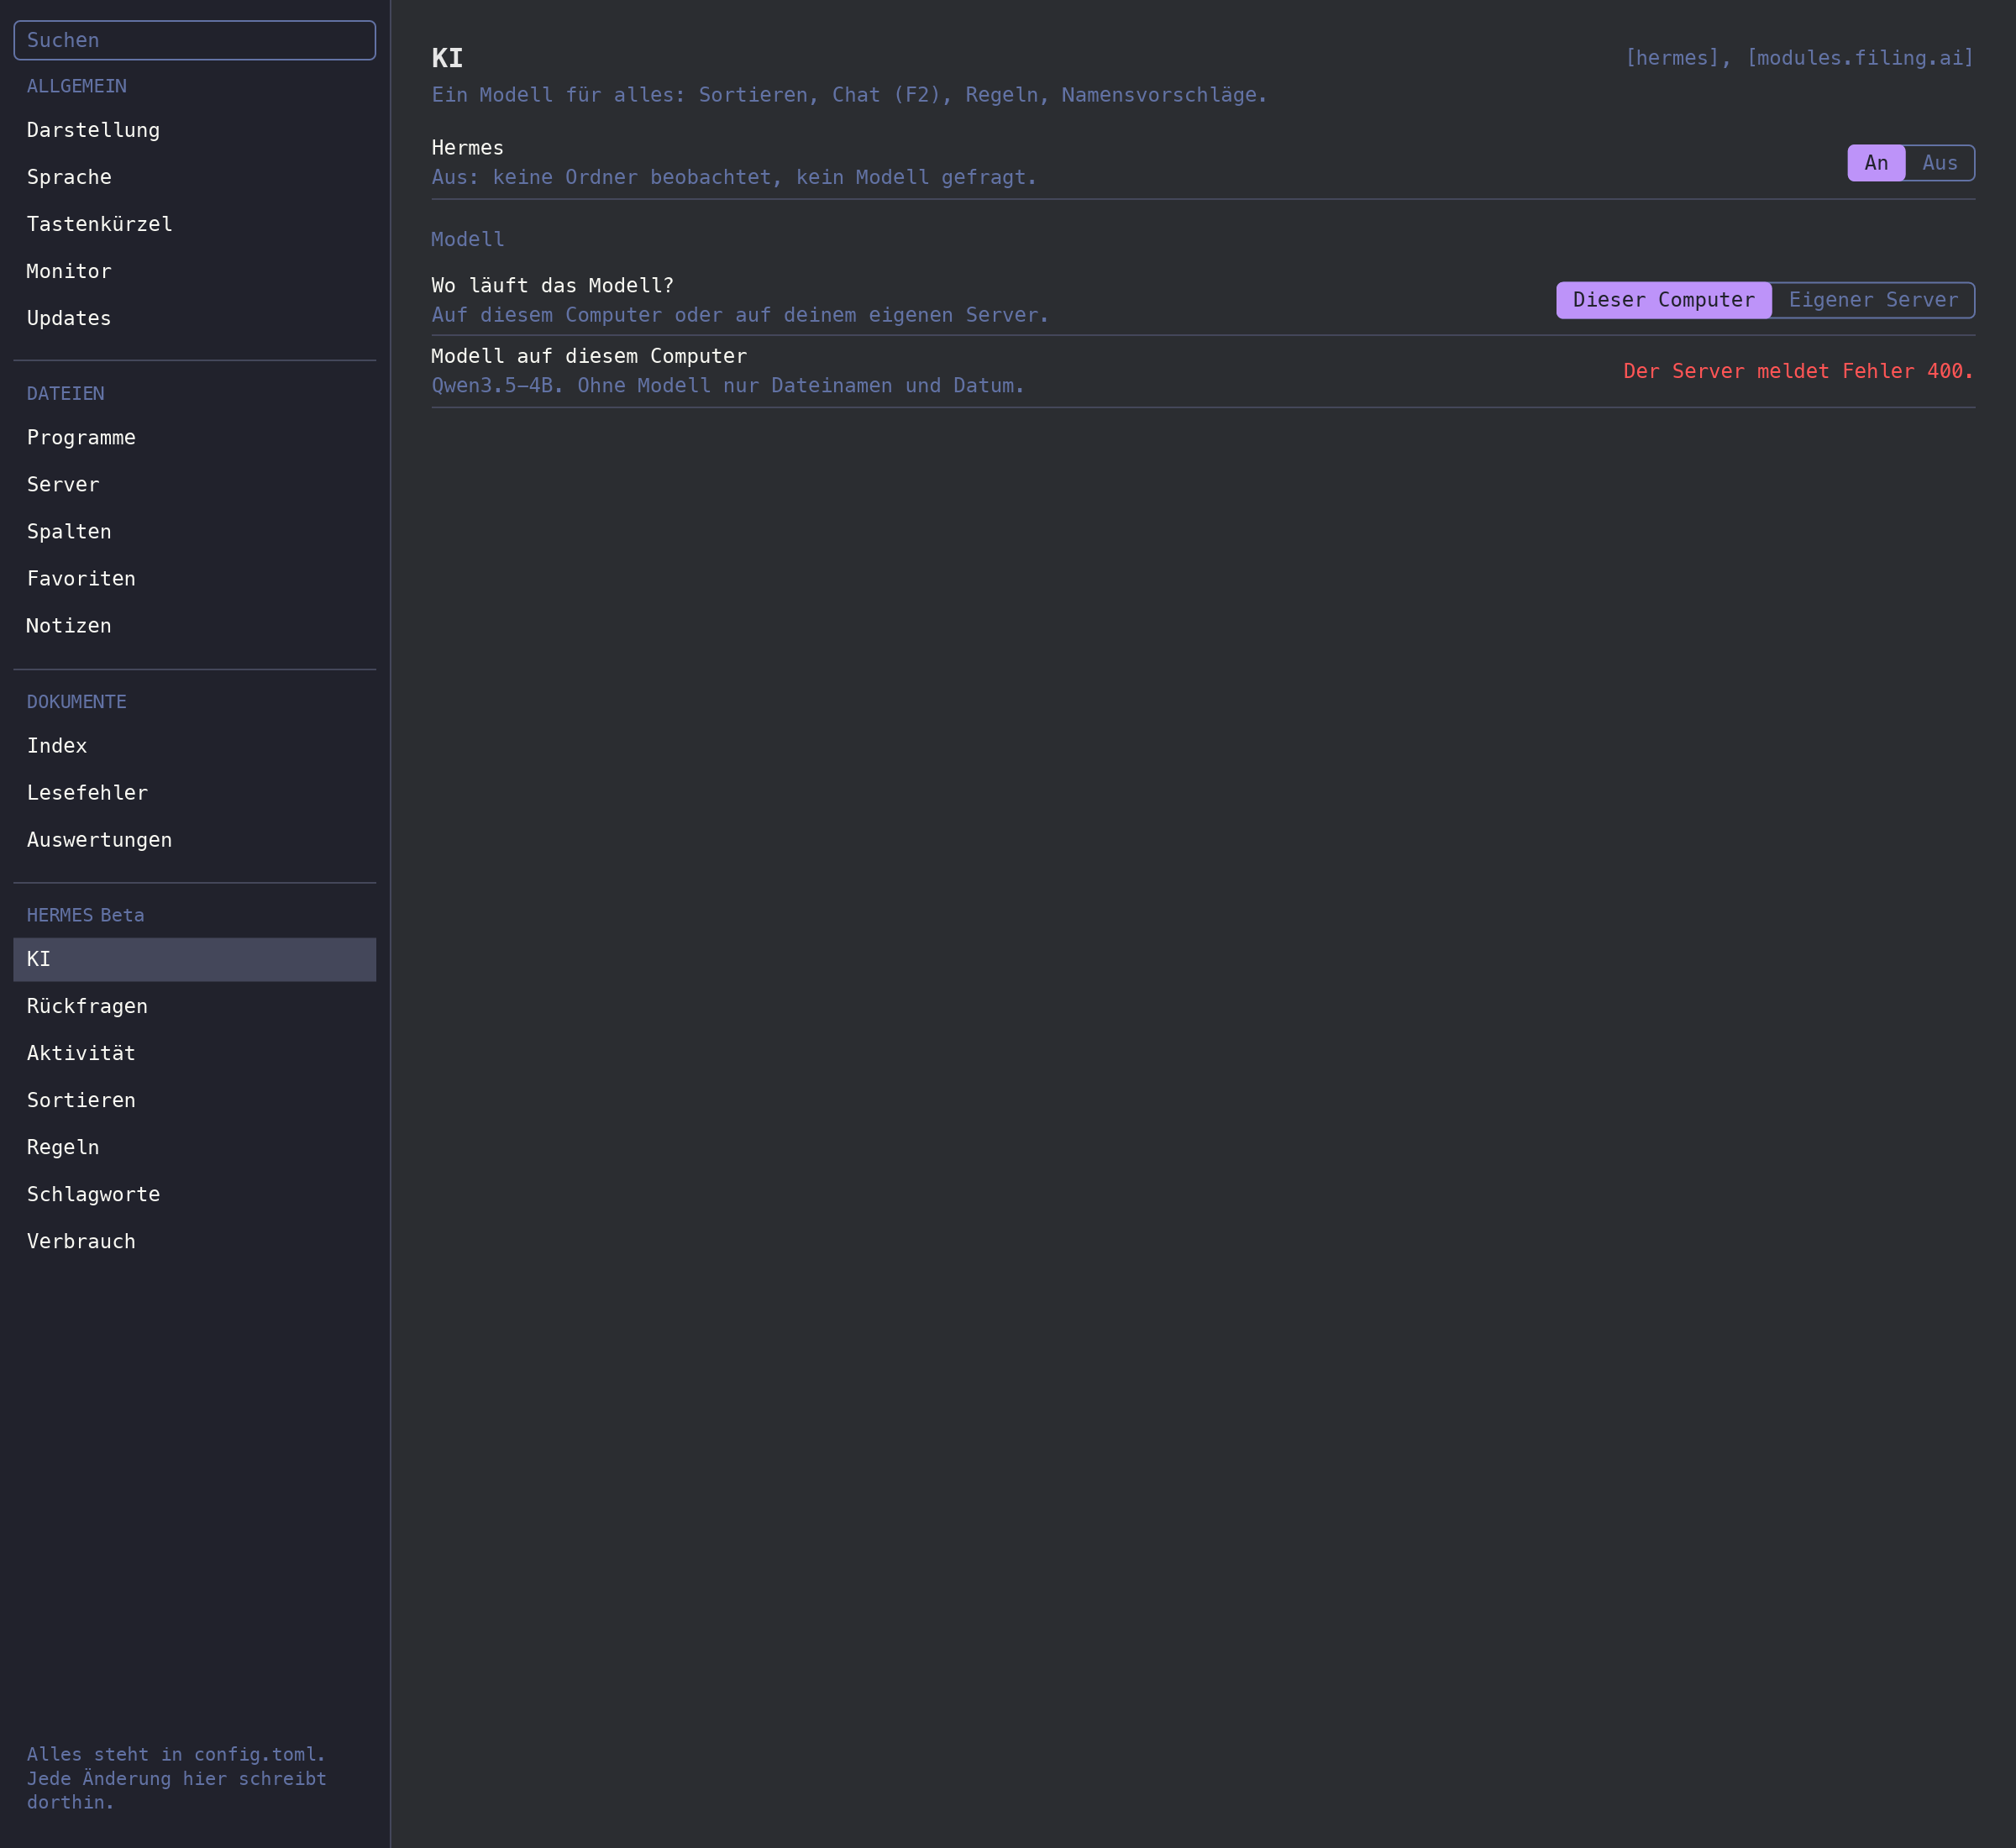 Suchen
ALLGEMEIN
Darstellung
Sprache
Tastenkürzel
Monitor
Updates
DATEIEN
Programme
Server
Spalten
Favoriten
Notizen
DOKUMENTE
Index
Lesefehler
Auswertungen
HERMES Beta
KI
Rückfragen
Aktivität
Sortieren
Regeln
Schlagworte
Verbrauch
Alles steht in config.toml.
Jede Änderung hier schreibt
dorthin.
KI
[hermes], [modules.filing.ai]
Ein Modell für alles: Sortieren, Chat (F2), Regeln, Namensvorschläge.
Hermes
Aus: keine Ordner beobachtet, kein Modell gefragt.
An Aus
Modell
Wo läuft das Modell?
Auf diesem Computer oder auf deinem eigenen Server.
Dieser Computer Eigener Server
Modell auf diesem Computer
Qwen3.5–4B. Ohne Modell nur Dateinamen und Datum.
Der Server meldet Fehler 400.